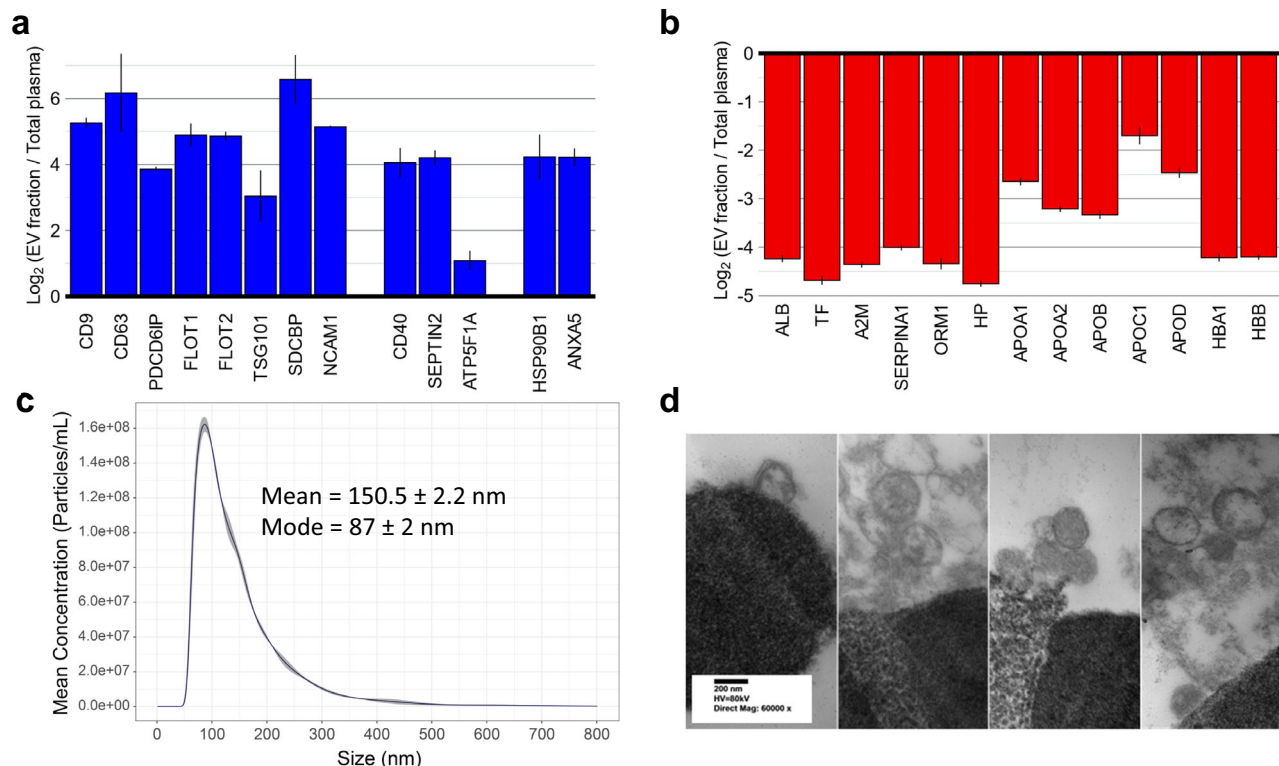 a
Log₂ (EV fraction / Total plasma)
6
4
2
0
CD9
CD63
PDCD6IP
FLOT1
FLOT2
TSG101
SDCBP
NCAM1
CD40
SEPTIN2
ATP5F1A
HSP90B1
ANXA5
b
Log₂ (EV fraction / Total plasma)
0
-1
-2
-3
-4
-5
ALB
TF
A2M
SERPINA1
ORM1
HP
APOA1
APOA2
APOB
APOC1
APOD
HBA1
HBB
c
Mean Concentration (Particles/mL)
1.6e+08
1.4e+08
1.2e+08
1.0e+08
8.0e+07
6.0e+07
4.0e+07
2.0e+07
0.0e+00
Mean = 150.5 ± 2.2 nm
Mode = 87 ± 2 nm
0 100 200 300 400 500 600 700 800
Size (nm)
d
200 nm
HV=80kV
Direct Mag: 60000 x